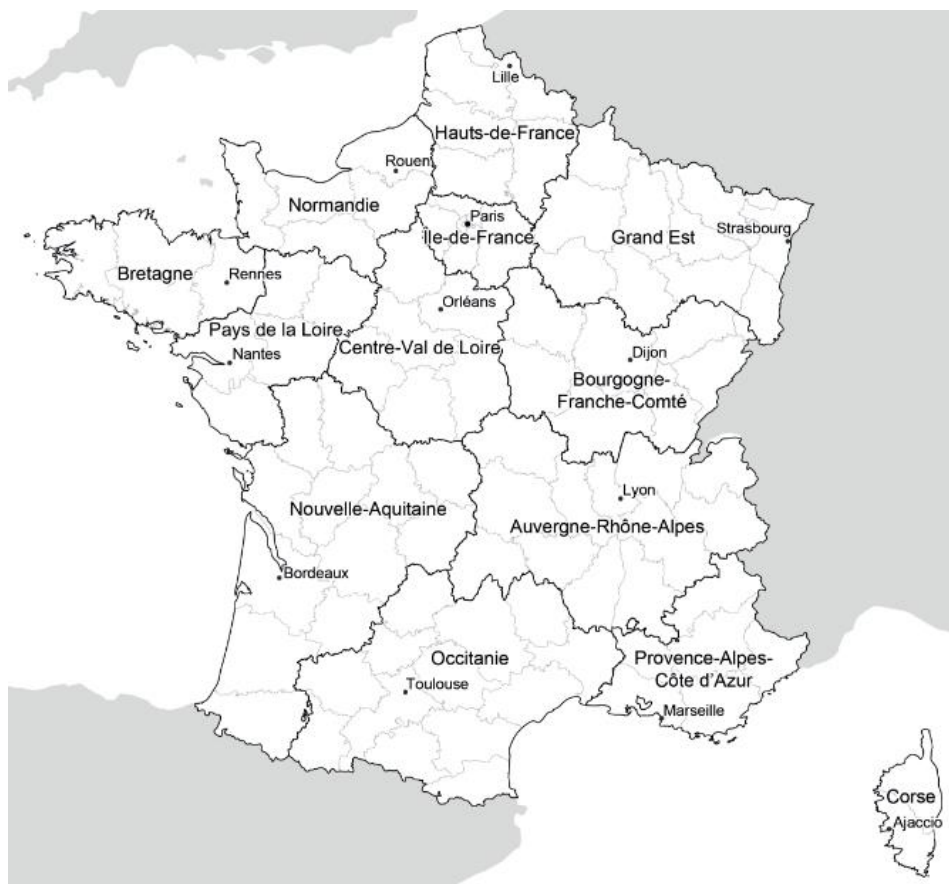 Lille
Hauts-de-France
Rouen
Normandie
Paris
Île-de-France
Grand Est
Strasbourg
Bretagne
Rennes
Orléans
Pays de la Loire
Nantes
Centre-Val de Loire
Dijon
Bourgogne-
Franche-Comté
Lyon
Nouvelle-Aquitaine
Auvergne-Rhône-Alpes
Bordeaux
Occitanie
Toulouse
Provence-Alpes-
Côte d'Azur
Marseille
Corse
Ajaccio